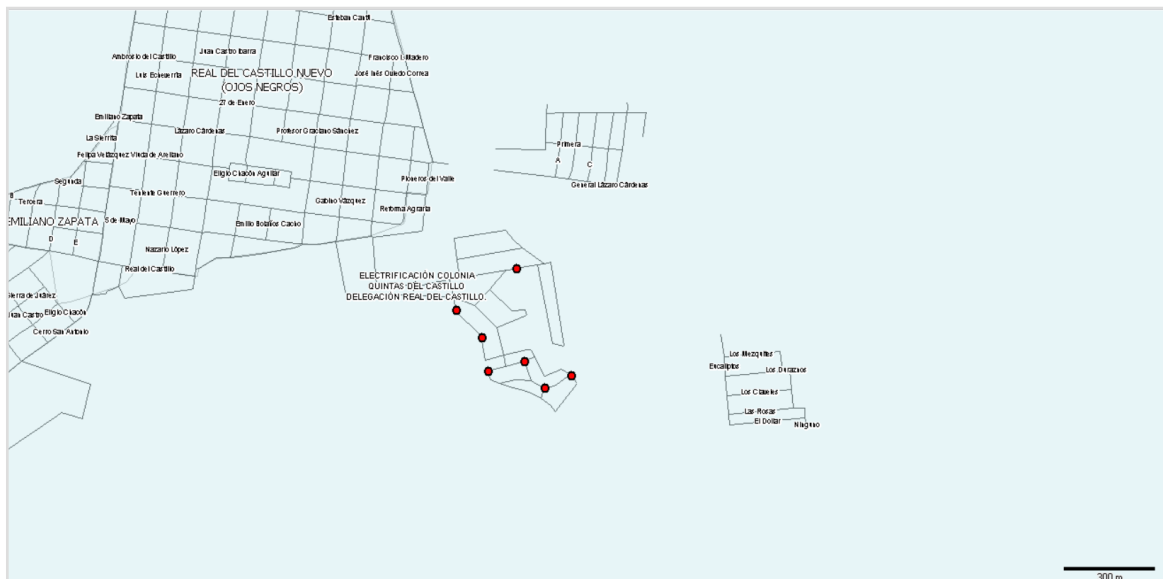 Esteban Cantú
Juan Castro Ibarra
Ambrosio del Castillo
Francisco I. Madero
REAL DEL CASTILLO NUEVO
(OJOS NEGROS)
Luis Echeverría
José Inés Oviedo Correa
27 de Enero
Emiliano Zapata
Lázaro Cárdenas
Profesor Graciano Sánchez
La Sierrita
Primera
Felipa Velázquez Viuda de Arellano
A
C
Eligio Chacón Aguilar
Pioneros del Valle
Segunda
General Lázaro Cárdenas
Teniente Guerrero
Tercera
Gabino Vázquez
Reforma Agraria
EMILIANO ZAPATA
5 de Mayo
Emilio Bolaños Cacho
D
E
Nazario López
Real del Castillo
ELECTRIFICACIÓN COLONIA
QUINTAS DEL CASTILLO
DELEGACIÓN REAL DEL CASTILLO.
Sierra de Juárez
Juan Castro
Eligio Chacón
Cerro San Antonio
Los Mezquites
Eucaliptos
Los Duraznos
Los Claveles
Las Rosas
El Dollar
Ninguno
300 m